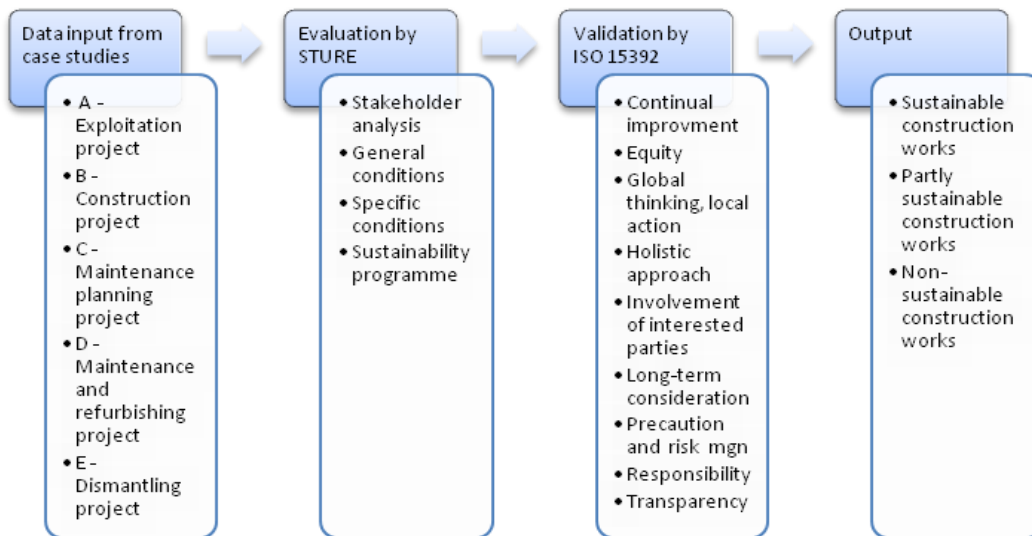 Data input from
case studies
• A -
Exploitation
project
• B -
Construction
project
• C -
Maintenance
planning
project
• D -
Maintenance
and
refurbishing
project
• E -
Dismantling
project
Evaluation by
STURE
• Stakeholder
analysis
• General
conditions
• Specific
conditions
• Sustainability
programme
Validation by
ISO 15392
• Continual
improvment
• Equity
• Global
thinking, local
action
• Holistic
approach
• Involvement
of interested
parties
• Long-term
consideration
• Precaution
and risk mgn
• Responsibility
• Transparency
Output
• Sustainable
construction
works
• Partly
sustainable
construction
works
• Non-
sustainable
construction
works